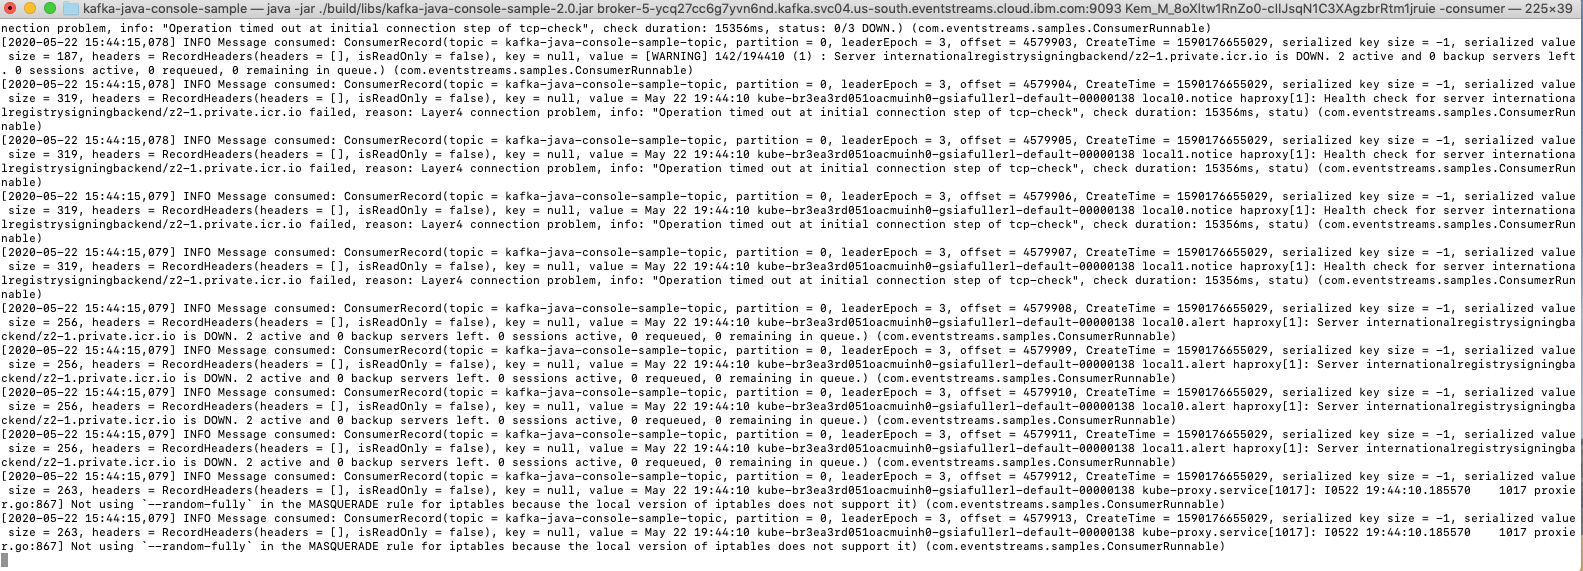 kafka-java-console-sample — java -jar ./build/libs/kafka-java-console-sample-2.0.jar broker-5-ycq27cc6g7yvn6nd.kafka.svc04.us-south.eventstreams.cloud.ibm.com:9093 -consumer — 225×39
nection problem, info: "Operation timed out at initial connection step of tcp-check", check duration: 15356ms, status: 0/3 DOWN.) (com.eventstreams.samples.ConsumerRunnable)
[2020-05-22 15:44:15,078] INFO Message consumed: ConsumerRecord(topic = kafka-java-console-sample-topic, partition = 0, leaderEpoch = 3, offset = 4579903, CreateTime = 1590176655029, serialized key size = -1, serialized value
size = 187, headers = RecordHeaders(headers = [], isReadOnly = false), key = null, value = [WARNING] 142/194410 (1) : Server internationalregistrysigningbackend/z2-1.private.icr.io is DOWN. 2 active and 0 backup servers left
. 0 sessions active, 0 requeued, 0 remaining in queue.) (com.eventstreams.samples.ConsumerRunnable)
[2020-05-22 15:44:15,078] INFO Message consumed: ConsumerRecord(topic = kafka-java-console-sample-topic, partition = 0, leaderEpoch = 3, offset = 4579904, CreateTime = 1590176655029, serialized key size = -1, serialized value
size = 319, headers = RecordHeaders(headers = [], isReadOnly = false), key = null, value = May 22 19:44:10 kube-br3ea3rd051oacmuinh0-gsiafullerl-default-00000138 local0.notice haproxy[1]: Health check for server internationa
lregistrysigningbackend/z2-1.private.icr.io failed, reason: Layer4 connection problem, info: "Operation timed out at initial connection step of tcp-check", check duration: 15356ms, statu) (com.eventstreams.samples.ConsumerRun
nable)
[2020-05-22 15:44:15,078] INFO Message consumed: ConsumerRecord(topic = kafka-java-console-sample-topic, partition = 0, leaderEpoch = 3, offset = 4579905, CreateTime = 1590176655029, serialized key size = -1, serialized value
size = 319, headers = RecordHeaders(headers = [], isReadOnly = false), key = null, value = May 22 19:44:10 kube-br3ea3rd051oacmuinh0-gsiafullerl-default-00000138 local1.notice haproxy[1]: Health check for server internationa
lregistrysigningbackend/z2-1.private.icr.io failed, reason: Layer4 connection problem, info: "Operation timed out at initial connection step of tcp-check", check duration: 15356ms, statu) (com.eventstreams.samples.ConsumerRun
nable)
[2020-05-22 15:44:15,079] INFO Message consumed: ConsumerRecord(topic = kafka-java-console-sample-topic, partition = 0, leaderEpoch = 3, offset = 4579906, CreateTime = 1590176655029, serialized key size = -1, serialized value
size = 319, headers = RecordHeaders(headers = [], isReadOnly = false), key = null, value = May 22 19:44:10 kube-br3ea3rd051oacmuinh0-gsiafullerl-default-00000138 local0.notice haproxy[1]: Health check for server internationa
lregistrysigningbackend/z2-1.private.icr.io failed, reason: Layer4 connection problem, info: "Operation timed out at initial connection step of tcp-check", check duration: 15356ms, statu) (com.eventstreams.samples.ConsumerRun
nable)
[2020-05-22 15:44:15,079] INFO Message consumed: ConsumerRecord(topic = kafka-java-console-sample-topic, partition = 0, leaderEpoch = 3, offset = 4579907, CreateTime = 1590176655029, serialized key size = -1, serialized value
size = 319, headers = RecordHeaders(headers = [], isReadOnly = false), key = null, value = May 22 19:44:10 kube-br3ea3rd051oacmuinh0-gsiafullerl-default-00000138 local1.notice haproxy[1]: Health check for server internationa
lregistrysigningbackend/z2-1.private.icr.io failed, reason: Layer4 connection problem, info: "Operation timed out at initial connection step of tcp-check", check duration: 15356ms, statu) (com.eventstreams.samples.ConsumerRun
nable)
[2020-05-22 15:44:15,079] INFO Message consumed: ConsumerRecord(topic = kafka-java-console-sample-topic, partition = 0, leaderEpoch = 3, offset = 4579908, CreateTime = 1590176655029, serialized key size = -1, serialized value
size = 256, headers = RecordHeaders(headers = [], isReadOnly = false), key = null, value = May 22 19:44:10 kube-br3ea3rd051oacmuinh0-gsiafullerl-default-00000138 local0.alert haproxy[1]: Server internationalregistrysigningba
ckend/z2-1.private.icr.io is DOWN. 2 active and 0 backup servers left. 0 sessions active, 0 requeued, 0 remaining in queue.) (com.eventstreams.samples.ConsumerRunnable)
[2020-05-22 15:44:15,079] INFO Message consumed: ConsumerRecord(topic = kafka-java-console-sample-topic, partition = 0, leaderEpoch = 3, offset = 4579909, CreateTime = 1590176655029, serialized key size = -1, serialized value
size = 256, headers = RecordHeaders(headers = [], isReadOnly = false), key = null, value = May 22 19:44:10 kube-br3ea3rd051oacmuinh0-gsiafullerl-default-00000138 local1.alert haproxy[1]: Server internationalregistrysigningba
ckend/z2-1.private.icr.io is DOWN. 2 active and 0 backup servers left. 0 sessions active, 0 requeued, 0 remaining in queue.) (com.eventstreams.samples.ConsumerRunnable)
[2020-05-22 15:44:15,079] INFO Message consumed: ConsumerRecord(topic = kafka-java-console-sample-topic, partition = 0, leaderEpoch = 3, offset = 4579910, CreateTime = 1590176655029, serialized key size = -1, serialized value
size = 256, headers = RecordHeaders(headers = [], isReadOnly = false), key = null, value = May 22 19:44:10 kube-br3ea3rd051oacmuinh0-gsiafullerl-default-00000138 local0.alert haproxy[1]: Server internationalregistrysigningba
ckend/z2-1.private.icr.io is DOWN. 2 active and 0 backup servers left. 0 sessions active, 0 requeued, 0 remaining in queue.) (com.eventstreams.samples.ConsumerRunnable)
[2020-05-22 15:44:15,079] INFO Message consumed: ConsumerRecord(topic = kafka-java-console-sample-topic, partition = 0, leaderEpoch = 3, offset = 4579911, CreateTime = 1590176655029, serialized key size = -1, serialized value
size = 256, headers = RecordHeaders(headers = [], isReadOnly = false), key = null, value = May 22 19:44:10 kube-br3ea3rd051oacmuinh0-gsiafullerl-default-00000138 local1.alert haproxy[1]: Server internationalregistrysigningba
ckend/z2-1.private.icr.io is DOWN. 2 active and 0 backup servers left. 0 sessions active, 0 requeued, 0 remaining in queue.) (com.eventstreams.samples.ConsumerRunnable)
[2020-05-22 15:44:15,079] INFO Message consumed: ConsumerRecord(topic = kafka-java-console-sample-topic, partition = 0, leaderEpoch = 3, offset = 4579912, CreateTime = 1590176655029, serialized key size = -1, serialized value
size = 263, headers = RecordHeaders(headers = [], isReadOnly = false), key = null, value = May 22 19:44:10 kube-br3ea3rd051oacmuinh0-gsiafullerl-default-00000138 kube-proxy.service[1017]: I0522 19:44:10.185570 1017 proxie
r.go:867] Not using `--random-fully` in the MASQUERADE rule for iptables because the local version of iptables does not support it) (com.eventstreams.samples.ConsumerRunnable)
[2020-05-22 15:44:15,079] INFO Message consumed: ConsumerRecord(topic = kafka-java-console-sample-topic, partition = 0, leaderEpoch = 3, offset = 4579913, CreateTime = 1590176655029, serialized key size = -1, serialized value
size = 263, headers = RecordHeaders(headers = [], isReadOnly = false), key = null, value = May 22 19:44:10 kube-br3ea3rd051oacmuinh0-gsiafullerl-default-00000138 kube-proxy.service[1017]: I0522 19:44:10.185570 1017 proxie
r.go:867] Not using `--random-fully` in the MASQUERADE rule for iptables because the local version of iptables does not support it) (com.eventstreams.samples.ConsumerRunnable)